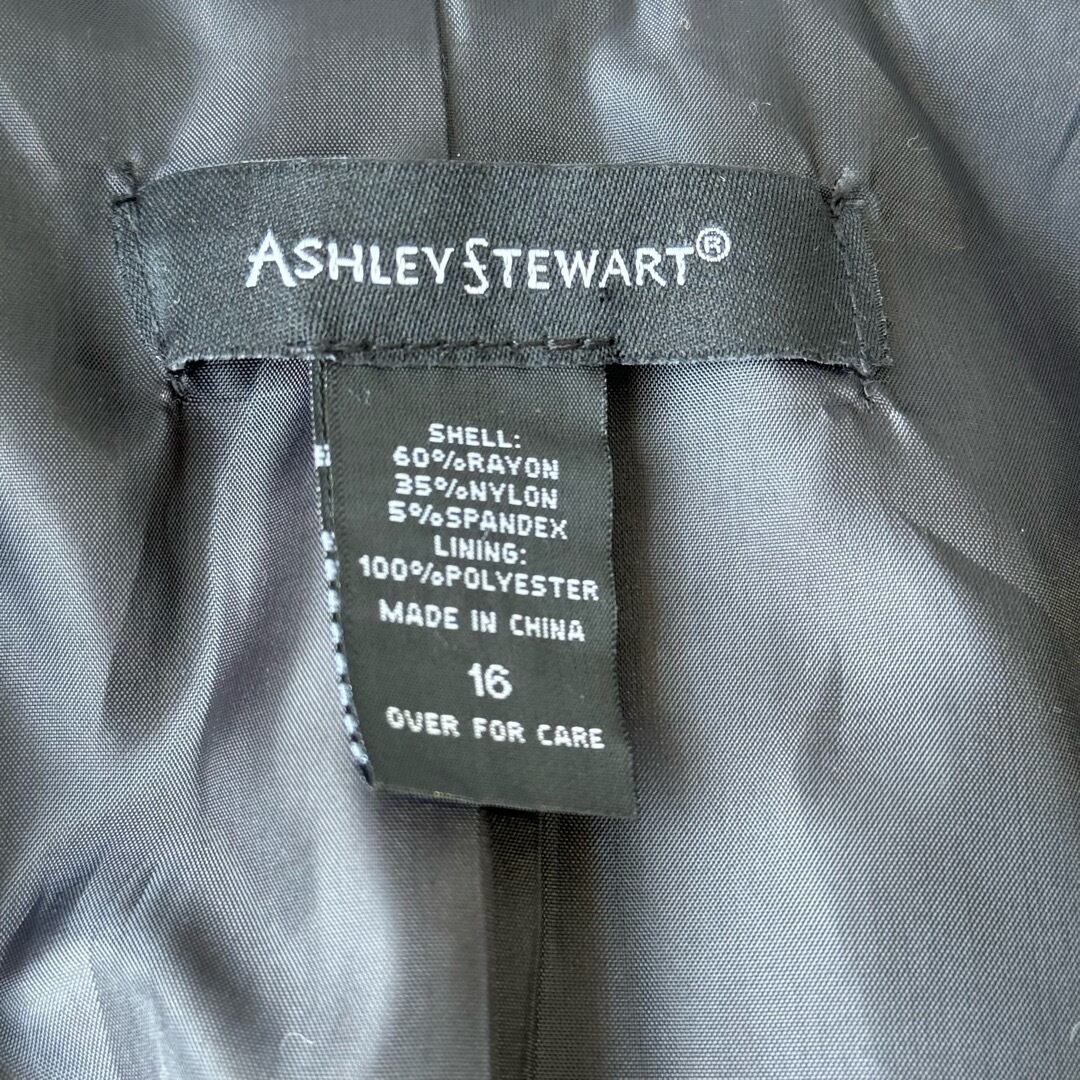 ASHLEY STEWART®
SHELL:
60%RAYON
35%NYLON
5%SPANDEX
LINING:
100%POLYESTER
MADE IN CHINA
16
OVER FOR CARE